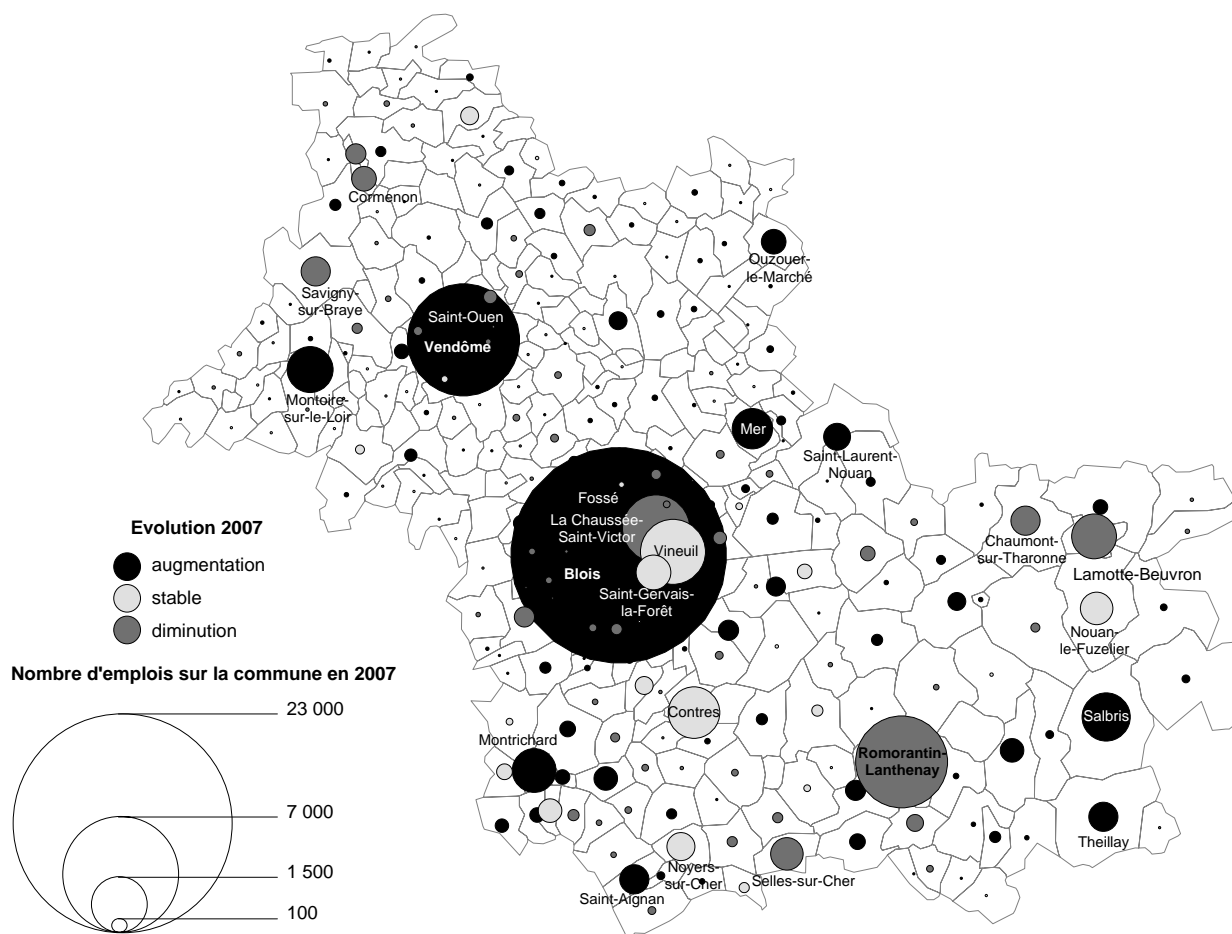 Cormenon
Ouzouer-
le-Marché
Savigny-
sur-Braye
Saint-Ouen
Vendôme
Montoire-
sur-le-Loir
Mer
Saint-Laurent-
Nouan
Fossé
La Chaussée-
Saint-Victor
Vineuil
Blois
Saint-Gervais-
la-Forêt
Chaumont-
sur-Tharonne
Lamotte-Beuvron
Nouan-
le-Fuzelier
Evolution 2007
augmentation
stable
diminution
Nombre d'emplois sur la commune en 2007
23 000
7 000
1 500
100
Contres
Salbris
Montrichard
Romorantin-
Lanthenay
Theillay
Noyers-
sur-Cher
Selles-sur-Cher
Saint-Aignan